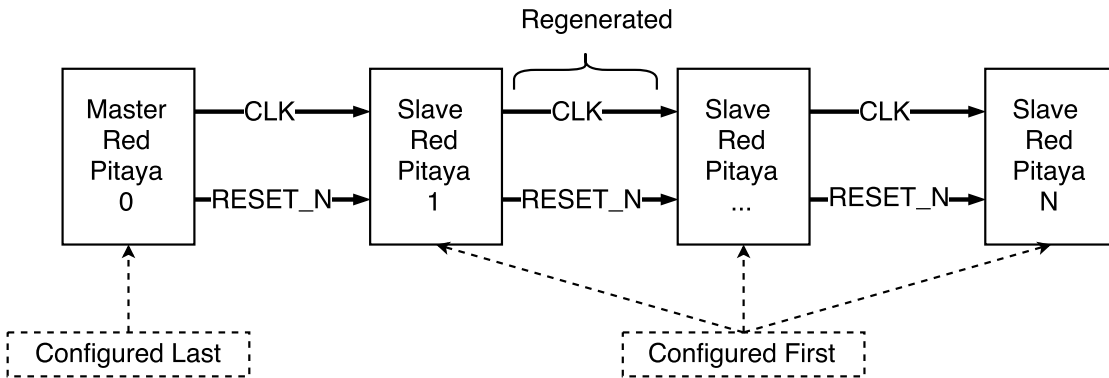 Regenerated
Master
Red
Pitaya
0
CLK
RESET_N
Slave
Red
Pitaya
1
CLK
RESET_N
Slave
Red
Pitaya
...
CLK
RESET_N
Slave
Red
Pitaya
N
Configured Last
Configured First